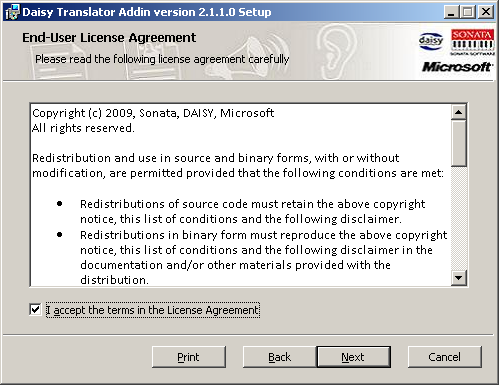 Daisy Translator Addin version 2.1.1.0 Setup
End-User License Agreement
Please read the following license agreement carefully
daisy
SONATA
SONATA SOFTWARE
Microsoft®
Copyright (c) 2009, Sonata, DAISY, Microsoft
All rights reserved.
Redistribution and use in source and binary forms, with or without
modification, are permitted provided that the following conditions are met:
• Redistributions of source code must retain the above copyright
notice, this list of conditions and the following disclaimer.
• Redistributions in binary form must reproduce the above copyright
notice, this list of conditions and the following disclaimer in the
documentation and/or other materials provided with the
distribution.
I accept the terms in the License Agreement
Print Back Next Cancel